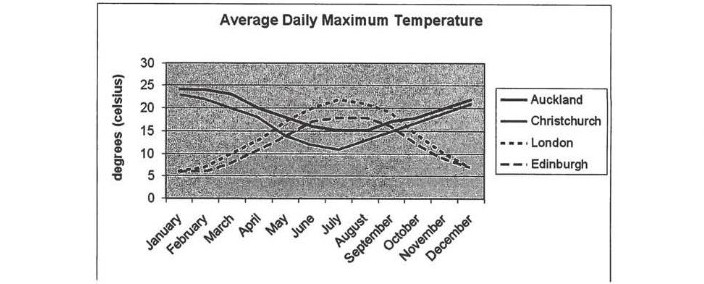 Average Daily Maximum Temperature
degrees (celsius)
30
25
20
15
10
5
0
January
February
March
April
May
June
July
August
September
October
November
December
Auckland
Christchurch
London
Edinburgh